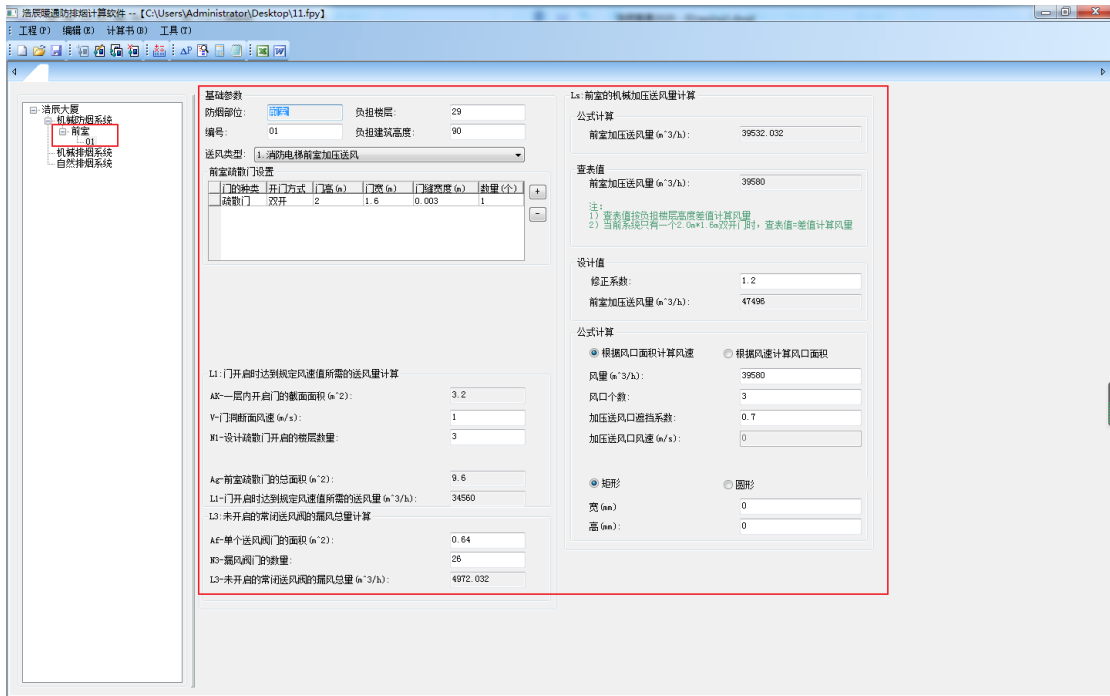 浩辰暖通防排烟计算软件 --【C:\Users\Administrator\Desktop\11.fpy】
工程(P) 编辑(E) 计算书(B) 工具(T)
ΔP
浩辰大厦
机械防烟系统
前室
01
机械排烟系统
自然排烟系统
基础参数
防烟部位: 前室 负担楼层: 29
编号: 01 负担建筑高度: 90
送风类型: 1.消防电梯前室加压送风
前室疏散门设置
门的种类 开门方式 门高(m) 门宽(m) 门缝宽度(m) 数量(个)
疏散门 双开 2 1.6 0.003 1
+
-
L1:门开启时达到规定风速值所需的送风量计算
AK-一层内开启门的截面面积(m^2): 3.2
V-门洞断面风速(m/s): 1
N1-设计疏散门开启的楼层数量: 3
Ag-前室疏散门的总面积(m^2): 9.6
L1-门开启时达到规定风速值所需的送风量(m^3/h): 34560
L3:未开启的常闭送风阀的漏风总量计算
Af-单个送风阀门的面积(m^2): 0.64
N3-漏风阀门的数量: 26
L3-未开启的常闭送风阀的漏风总量(m^3/h): 4972.032
Ls:前室的机械加压送风量计算
公式计算
前室加压送风量(m^3/h): 39532.032
查表值
前室加压送风量(m^3/h): 39580
注:
1) 查表值按负担楼层高度差值计算风量
2) 当前系统只有一个2.0m*1.6m双开门时，查表值=差值计算风量
设计值
修正系数: 1.2
前室加压送风量(m^3/h): 47496
公式计算
根据风口面积计算风速 根据风速计算风口面积
风量(m^3/h): 39580
风口个数: 3
加压送风口遮挡系数: 0.7
加压送风口风速(m/s): 0
矩形 圆形
宽(mm) 0
高(mm): 0